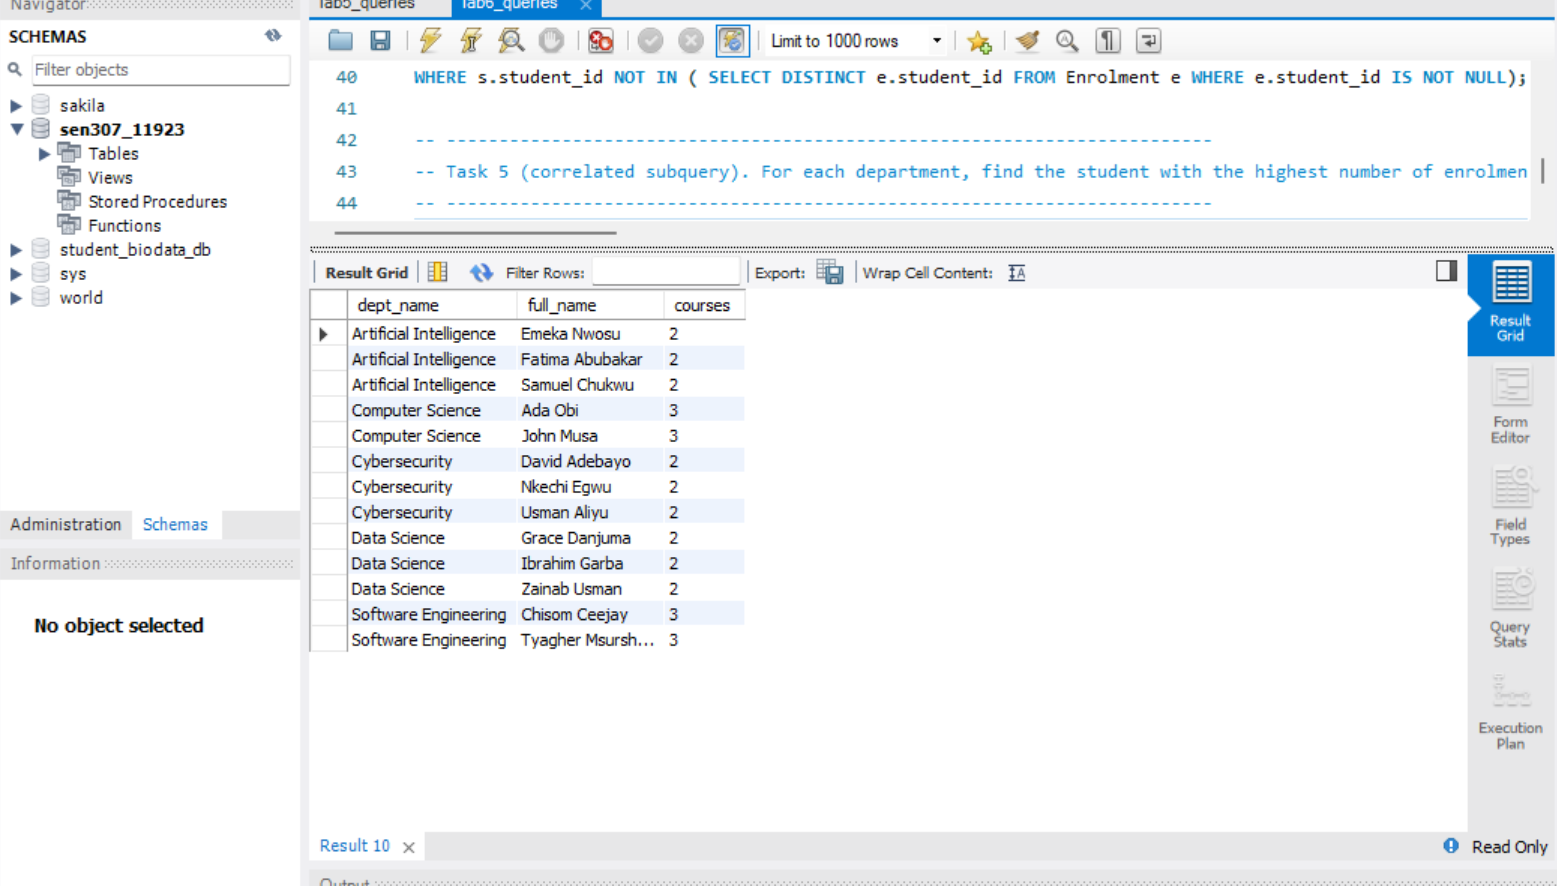 Navigator
lab5_queries lab6_queries
SCHEMAS
Filter objects
sakila
sen307_11923
Tables
Views
Stored Procedures
Functions
student_biodata_db
sys
world
Administration Schemas
Information
No object selected
Limit to 1000 rows
40 WHERE s.student_id NOT IN ( SELECT DISTINCT e.student_id FROM Enrolment e WHERE e.student_id IS NOT NULL);
41
42 -- -------------------------------------------------------------------------
43 -- Task 5 (correlated subquery). For each department, find the student with the highest number of enrolmen
44 -- -------------------------------------------------------------------------
Result Grid Filter Rows: Export: Wrap Cell Content:
dept_name full_name courses
Artificial Intelligence Emeka Nwosu 2
Artificial Intelligence Fatima Abubakar 2
Artificial Intelligence Samuel Chukwu 2
Computer Science Ada Obi 3
Computer Science John Musa 3
Cybersecurity David Adebayo 2
Cybersecurity Nkechi Egwu 2
Cybersecurity Usman Aliyu 2
Data Science Grace Danjuma 2
Data Science Ibrahim Garba 2
Data Science Zainab Usman 2
Software Engineering Chisom Ceejay 3
Software Engineering Tyagher Msursh... 3
Result
Grid
Form
Editor
Field
Types
Query
Stats
Execution
Plan
Result 10
Read Only
Output